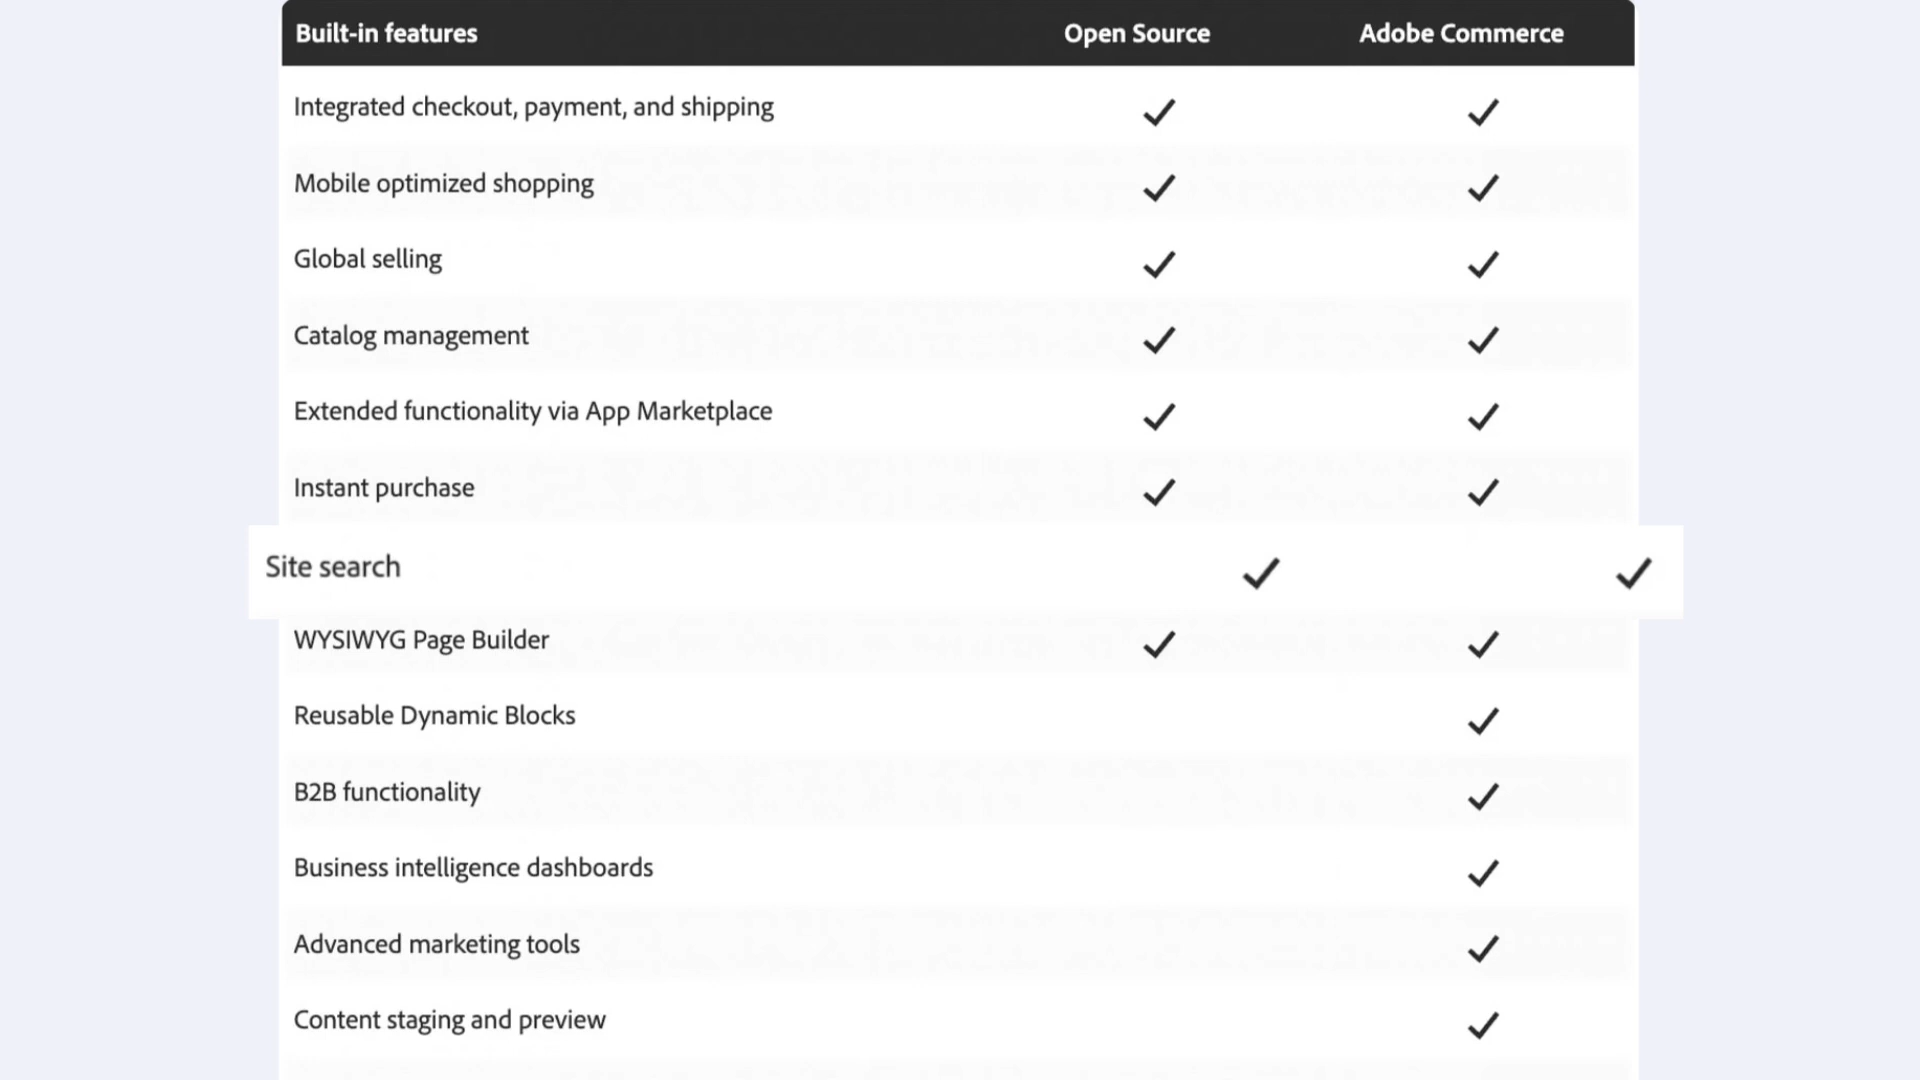 Built-in features Open Source Adobe Commerce
Integrated checkout, payment, and shipping ✓ ✓
Mobile optimized shopping ✓ ✓
Global selling ✓ ✓
Catalog management ✓ ✓
Extended functionality via App Marketplace ✓ ✓
Instant purchase ✓ ✓
Site search ✓ ✓
WYSIWYG Page Builder ✓ ✓
Reusable Dynamic Blocks ✓
B2B functionality ✓
Business intelligence dashboards ✓
Advanced marketing tools ✓
Content staging and preview ✓